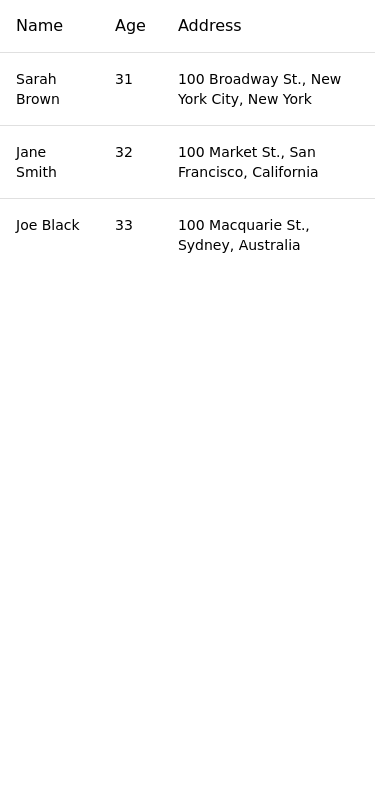 Name Age Address
Sarah Brown 31 100 Broadway St., New York City, New York
Jane Smith 32 100 Market St., San Francisco, California
Joe Black 33 100 Macquarie St., Sydney, Australia